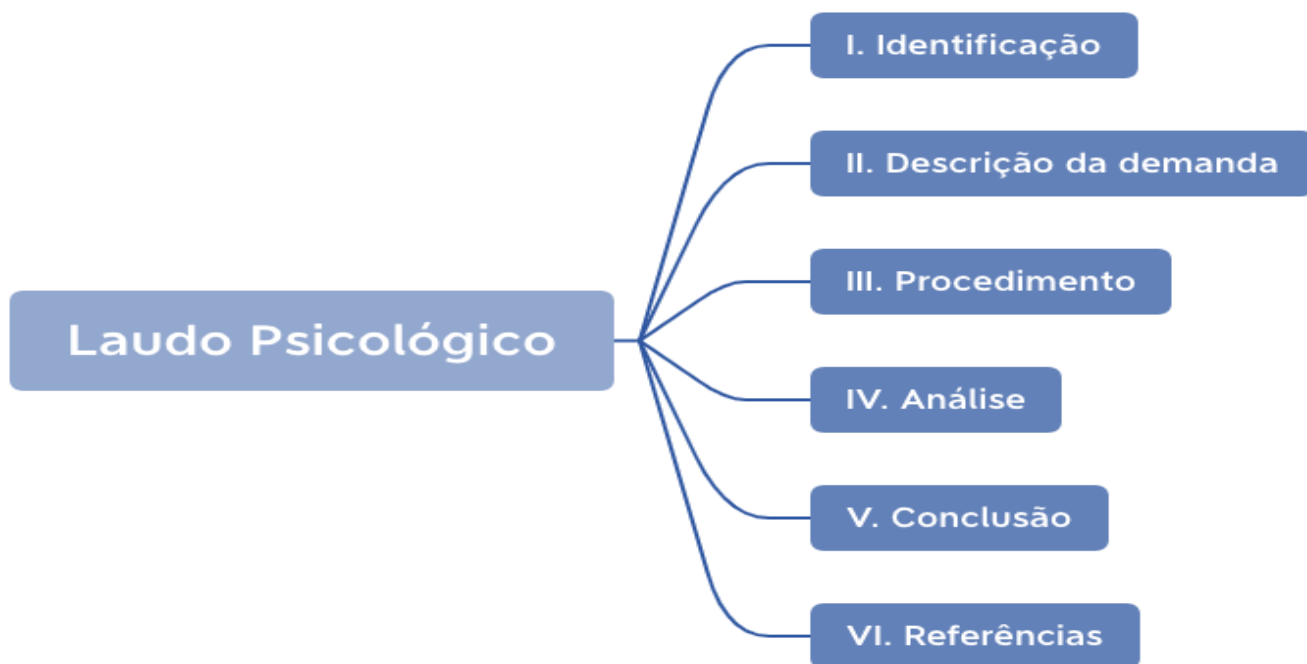 I. Identificação
II. Descrição da demanda
III. Procedimento
Laudo Psicológico
IV. Análise
V. Conclusão
VI. Referências